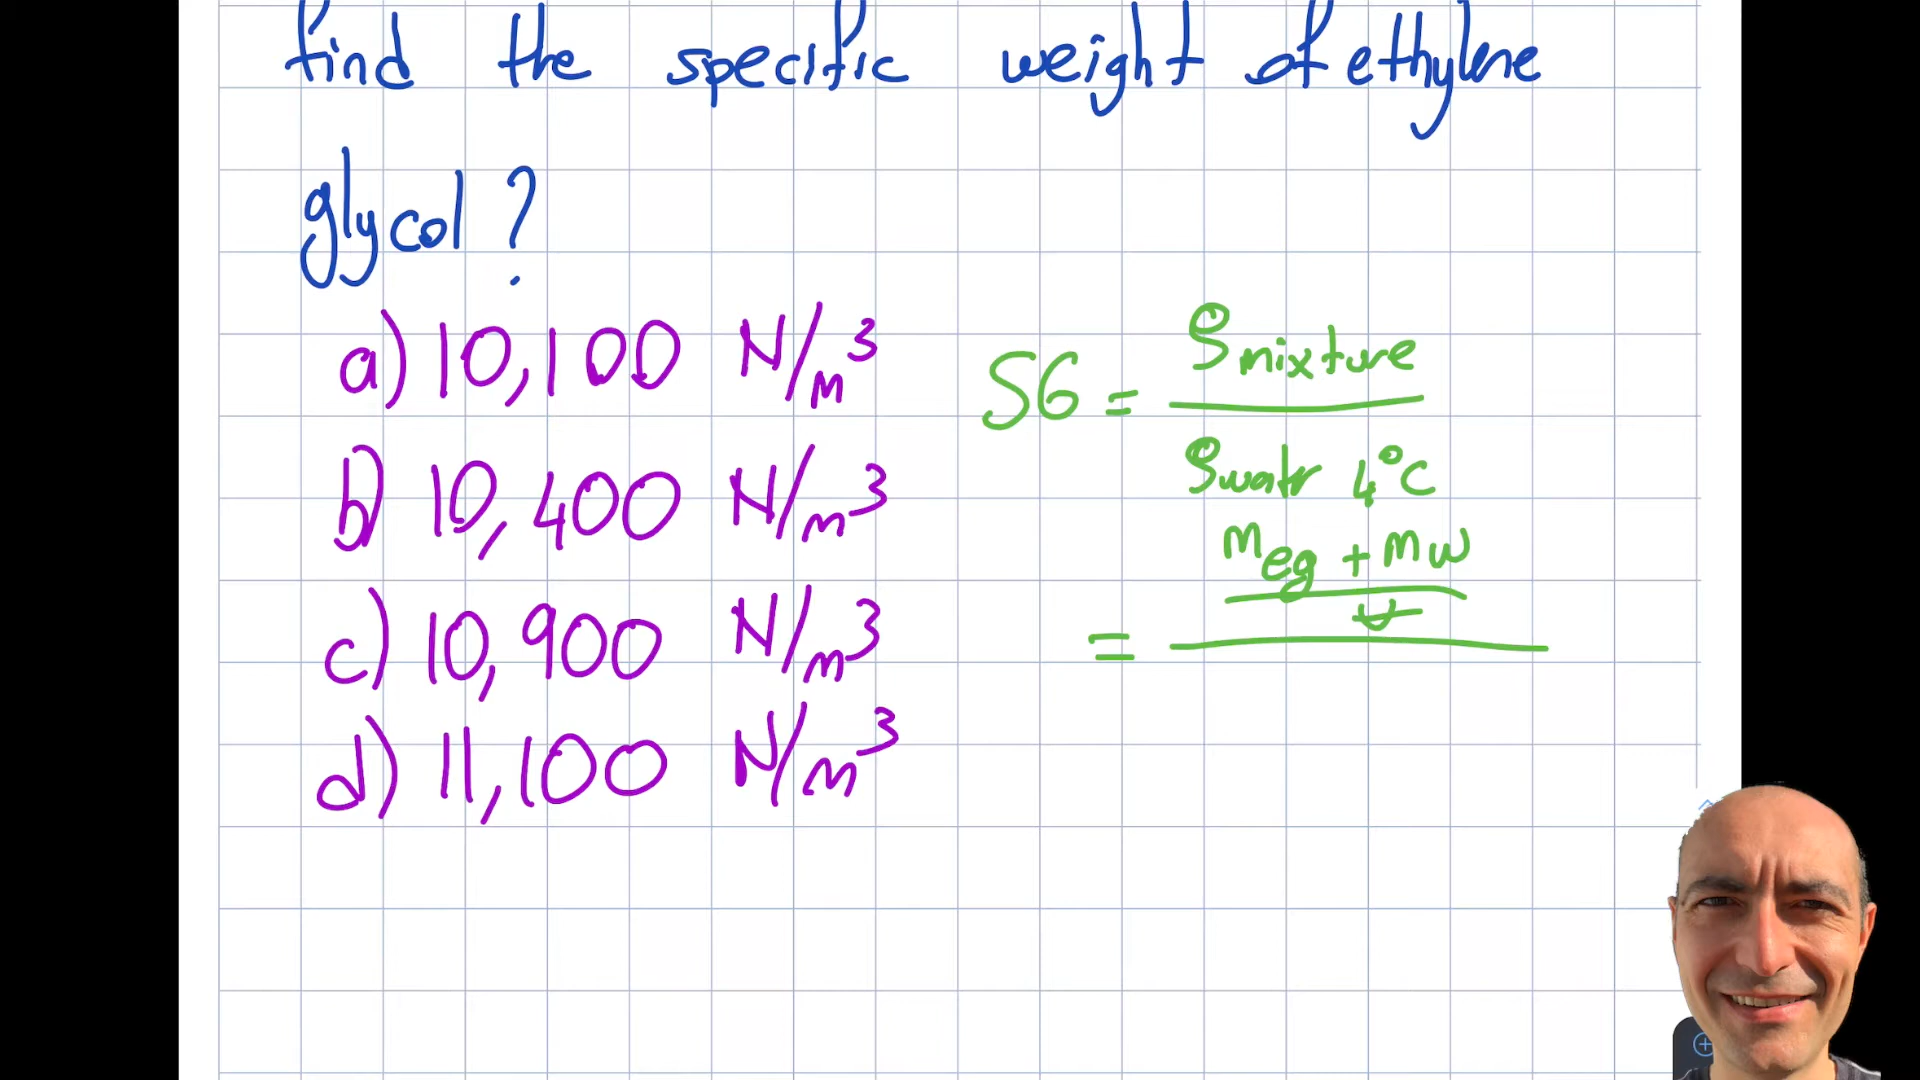 find the specific weight of ethylene
glycol?
a) 10,100 N/m³
b) 10,400 N/m³
c) 10,900 N/m³
d) 11,100 N/m³
SG = ρmixture
ρwatr 4°C
= meg + mw
∀